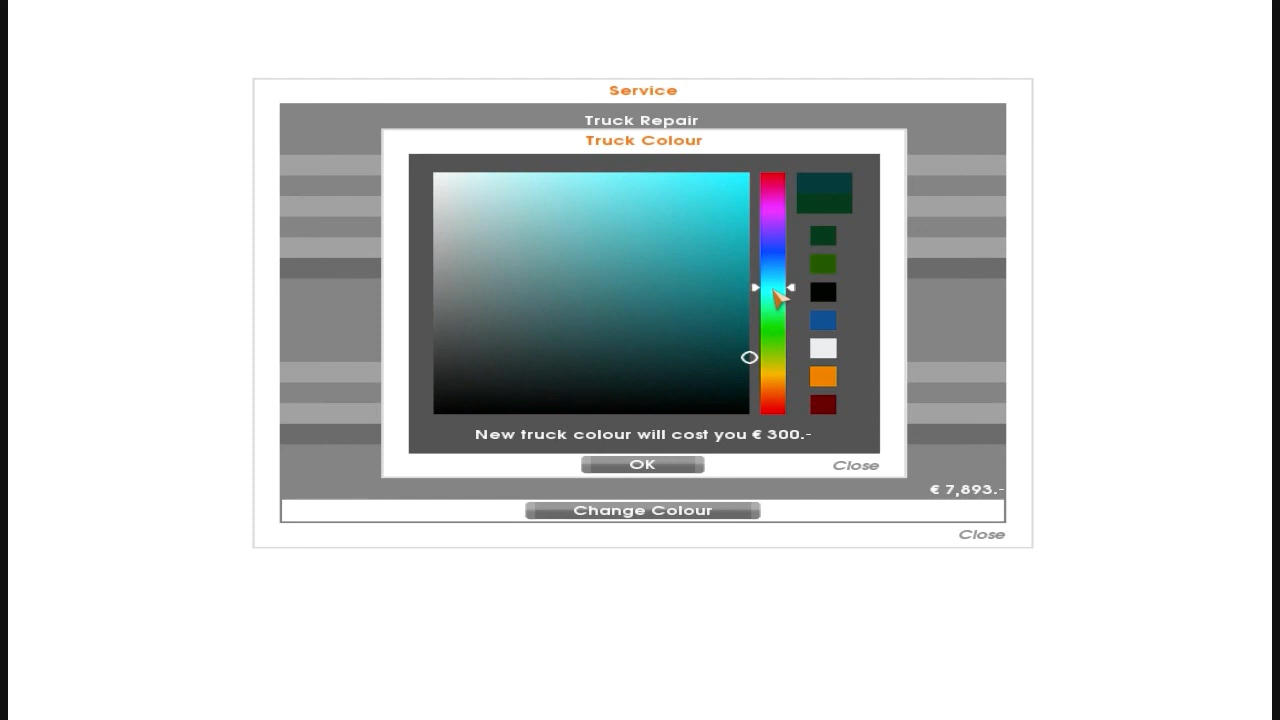 Service
Truck Repair
Truck Colour
New truck colour will cost you € 300.-
OK
Close
€ 7,893.-
Change Colour
Close